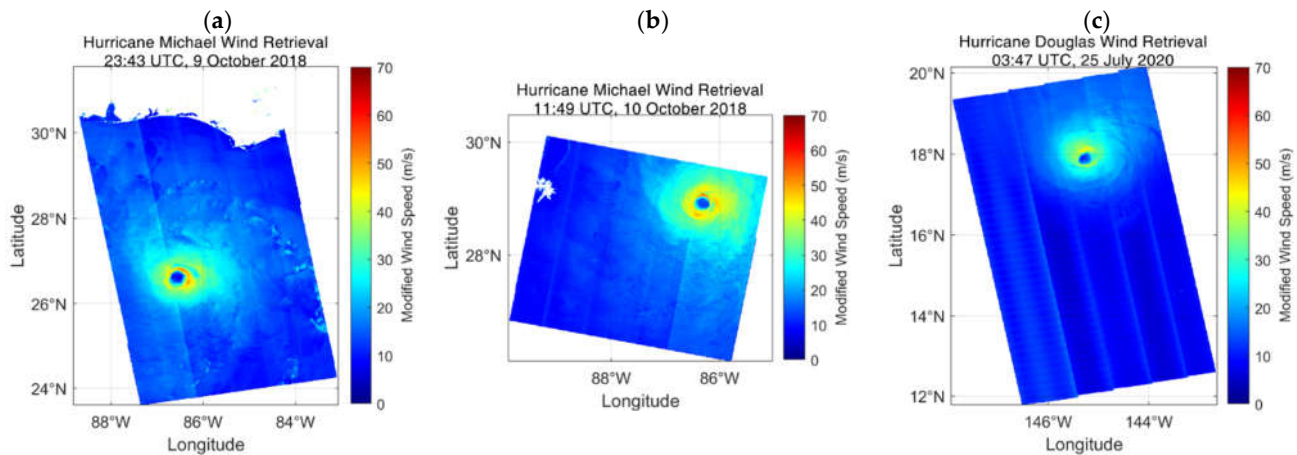 (a)
Hurricane Michael Wind Retrieval
23:43 UTC, 9 October 2018
30°N
28°N
26°N
24°N
Latitude
88°W 86°W 84°W
Longitude
70
60
50
40
30
20
10
0
Modified Wind Speed (m/s)
(b)
Hurricane Michael Wind Retrieval
11:49 UTC, 10 October 2018
30°N
28°N
Latitude
88°W 86°W
Longitude
70
60
50
40
30
20
10
0
Modified Wind Speed (m/s)
(c)
Hurricane Douglas Wind Retrieval
03:47 UTC, 25 July 2020
20°N
18°N
16°N
14°N
12°N
Latitude
146°W 144°W
Longitude
70
60
50
40
30
20
10
0
Modified Wind Speed (m/s)